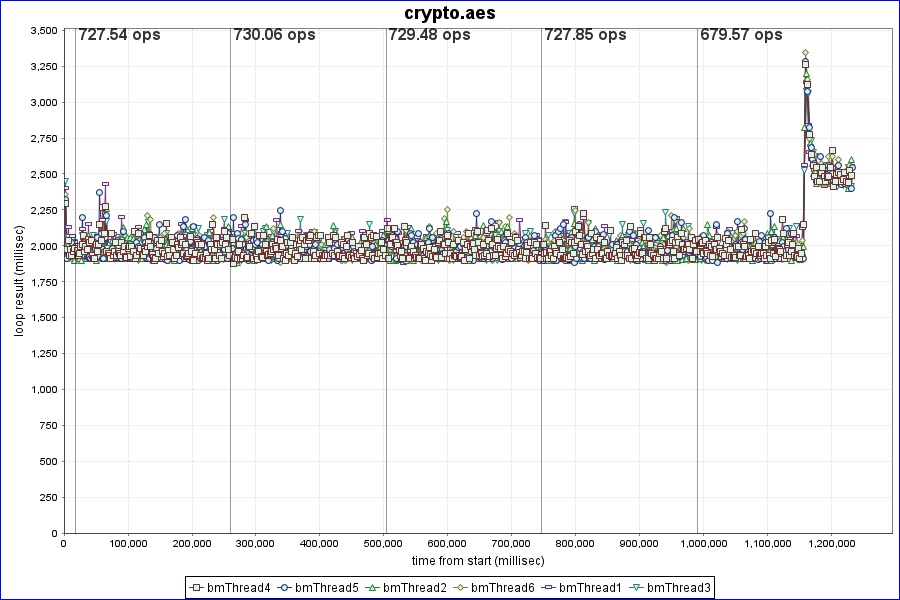 crypto.aes
727.54 ops 730.06 ops 729.48 ops 727.85 ops 679.57 ops
3,500
3,250
3,000
2,750
2,500
2,250
2,000
1,750
1,500
1,250
1,000
750
500
250
0
loop result (millisec)
0 100,000 200,000 300,000 400,000 500,000 600,000 700,000 800,000 900,000 1,000,000 1,100,000 1,200,000
time from start (millisec)
bmThread4 bmThread5 bmThread2 bmThread6 bmThread1 bmThread3